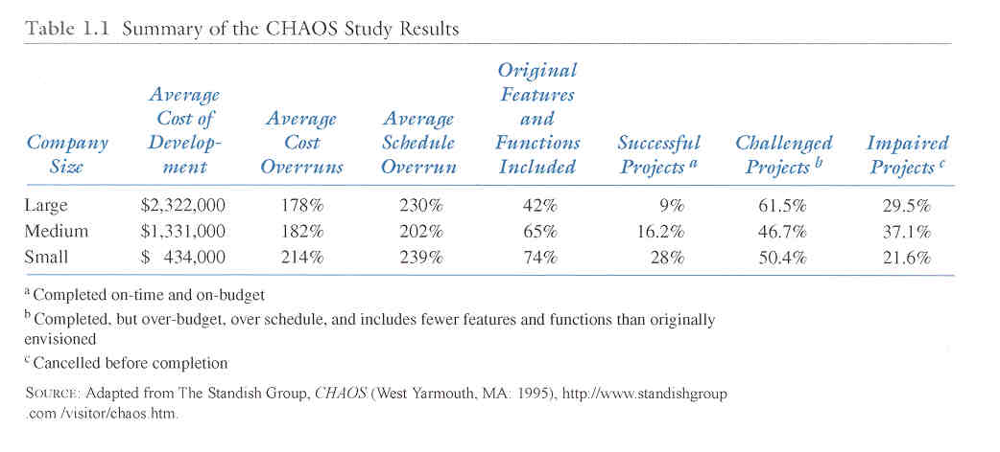 Table 1.1 Summary of the CHAOS Study Results
Company Size | Average Cost of Develop-ment | Average Cost Overruns | Average Schedule Overrun | Original Features and Functions Included | Successful Projects a | Challenged Projects b | Impaired Projects c
Large $2,322,000 178% 230% 42% 9% 61.5% 29.5%
Medium $1,331,000 182% 202% 65% 16.2% 46.7% 37.1%
Small $ 434,000 214% 239% 74% 28% 50.4% 21.6%
a Completed on-time and on-budget
b Completed, but over-budget, over schedule, and includes fewer features and functions than originally
envisioned
c Cancelled before completion
SOURCE: Adapted from The Standish Group, CHAOS (West Yarmouth, MA: 1995), http://www.standishgroup
.com /visitor/chaos.htm.